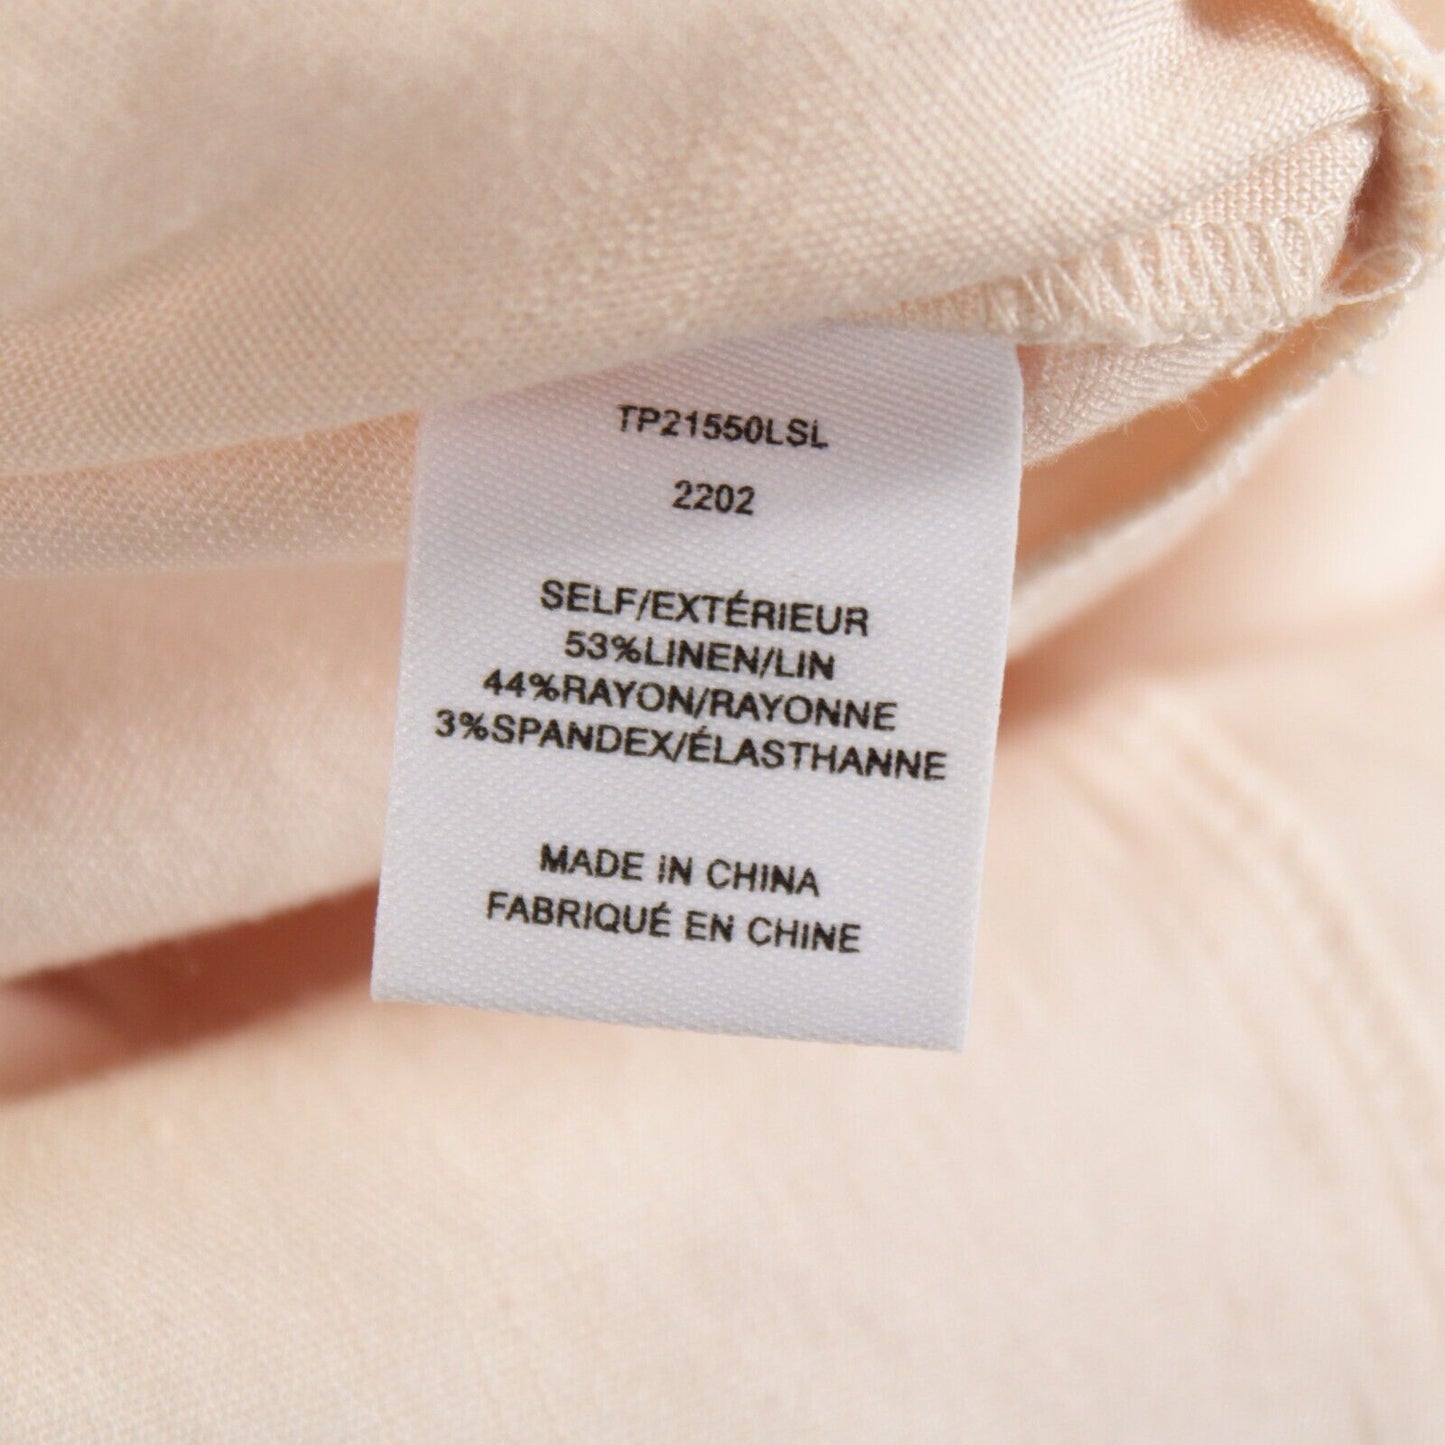 TP21550LSL
2202
SELF/EXTÉRIEUR
53%LINEN/LIN
44%RAYON/RAYONNE
3%SPANDEX/ÉLASTHANNE
MADE IN CHINA
FABRIQUÉ EN CHINE